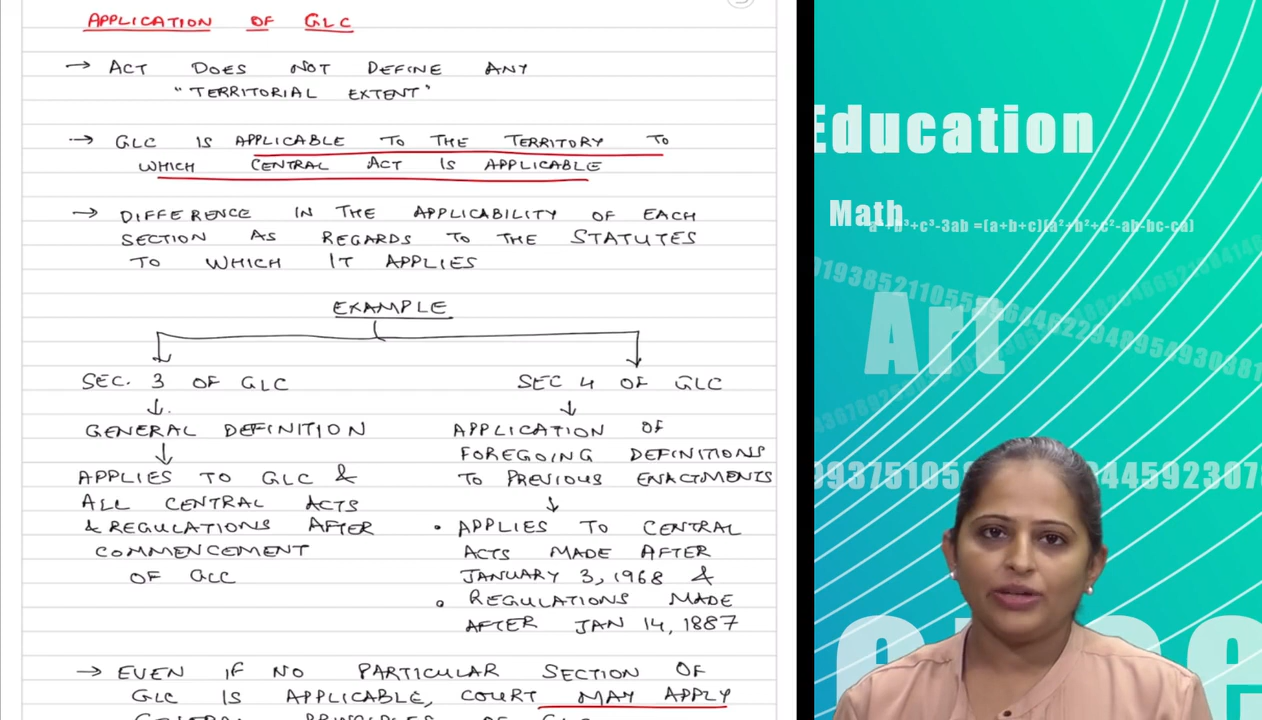 APPLICATION OF GLC
→ ACT DOES NOT DEFINE ANY
"TERRITORIAL EXTENT"
→ GLC IS APPLICABLE TO THE TERRITORY TO
WHICH CENTRAL ACT IS APPLICABLE
→ DIFFERENCE IN THE APPLICABILITY OF EACH
SECTION AS REGARDS TO THE STATUTES
TO WHICH IT APPLIES
EXAMPLE
SEC. 3 OF GLC
GENERAL DEFINITION
APPLIES TO GLC &
ALL CENTRAL ACTS
& REGULATIONS AFTER
COMMENCEMENT
OF GLC
SEC 4 OF GLC
APPLICATION OF
FOREGOING DEFINITIONS
TO PREVIOUS ENACTMENTS
• APPLIES TO CENTRAL
ACTS MADE AFTER
JANUARY 3, 1968 &
• REGULATIONS MADE
AFTER JAN 14, 1887
→ EVEN IF NO PARTICULAR SECTION OF
GLC IS APPLICABLE, COURT MAY APPLY
Education
Math
Art